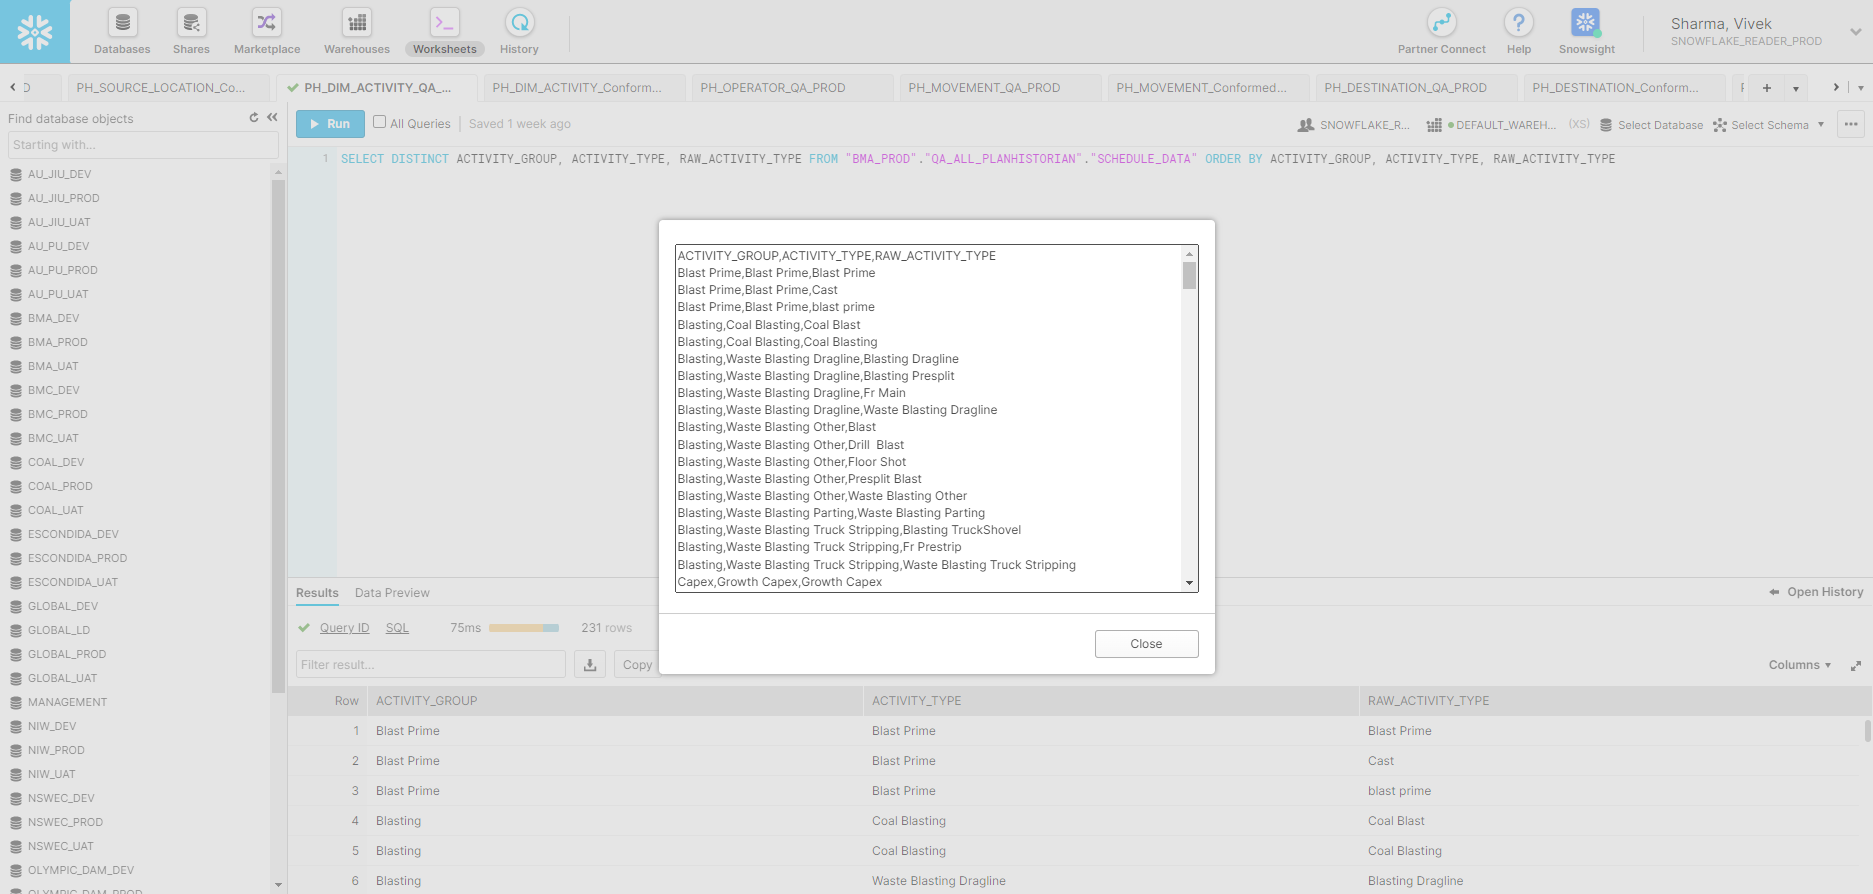 Databases
Shares
Marketplace
Warehouses
Worksheets
History
Partner Connect
Help
Snowsight
Sharma, Vivek
SNOWFLAKE_READER_PROD
PH_SOURCE_LOCATION_Co...
PH_DIM_ACTIVITY_QA_...
PH_DIM_ACTIVITY_Conform...
PH_OPERATOR_QA_PROD
PH_MOVEMENT_QA_PROD
PH_MOVEMENT_Conformed...
PH_DESTINATION_QA_PROD
PH_DESTINATION_Conform...
Find database objects
Starting with...
AU_JIU_DEV
AU_JIU_PROD
AU_JIU_UAT
AU_PU_DEV
AU_PU_PROD
AU_PU_UAT
BMA_DEV
BMA_PROD
BMA_UAT
BMC_DEV
BMC_PROD
BMC_UAT
COAL_DEV
COAL_PROD
COAL_UAT
ESCONDIDA_DEV
ESCONDIDA_PROD
ESCONDIDA_UAT
GLOBAL_DEV
GLOBAL_LD
GLOBAL_PROD
GLOBAL_UAT
MANAGEMENT
NIW_DEV
NIW_PROD
NIW_UAT
NSWEC_DEV
NSWEC_PROD
NSWEC_UAT
OLYMPIC_DAM_DEV
OLYMPIC_DAM_PROD
Run
All Queries
Saved 1 week ago
SNOWFLAKE_R...
DEFAULT_WAREH...
(XS)
Select Database
Select Schema
1 SELECT DISTINCT ACTIVITY_GROUP, ACTIVITY_TYPE, RAW_ACTIVITY_TYPE FROM "BMA_PROD"."QA_ALL_PLANHISTORIAN"."SCHEDULE_DATA" ORDER BY ACTIVITY_GROUP, ACTIVITY_TYPE, RAW_ACTIVITY_TYPE
ACTIVITY_GROUP,ACTIVITY_TYPE,RAW_ACTIVITY_TYPE
Blast Prime,Blast Prime,Blast Prime
Blast Prime,Blast Prime,Cast
Blast Prime,Blast Prime,blast prime
Blasting,Coal Blasting,Coal Blast
Blasting,Coal Blasting,Coal Blasting
Blasting,Waste Blasting Dragline,Blasting Dragline
Blasting,Waste Blasting Dragline,Blasting Presplit
Blasting,Waste Blasting Dragline,Fr Main
Blasting,Waste Blasting Dragline,Waste Blasting Dragline
Blasting,Waste Blasting Other,Blast
Blasting,Waste Blasting Other,Drill  Blast
Blasting,Waste Blasting Other,Floor Shot
Blasting,Waste Blasting Other,Presplit Blast
Blasting,Waste Blasting Other,Waste Blasting Other
Blasting,Waste Blasting Parting,Waste Blasting Parting
Blasting,Waste Blasting Truck Stripping,Blasting TruckShovel
Blasting,Waste Blasting Truck Stripping,Fr Prestrip
Blasting,Waste Blasting Truck Stripping,Waste Blasting Truck Stripping
Capex,Growth Capex,Growth Capex
Close
Results
Data Preview
Open History
Query ID
SQL
75ms
231 rows
Filter result...
Copy
Columns
Row ACTIVITY_GROUP ACTIVITY_TYPE RAW_ACTIVITY_TYPE
1 Blast Prime Blast Prime Blast Prime
2 Blast Prime Blast Prime Cast
3 Blast Prime Blast Prime blast prime
4 Blasting Coal Blasting Coal Blast
5 Blasting Coal Blasting Coal Blasting
6 Blasting Waste Blasting Dragline Blasting Dragline